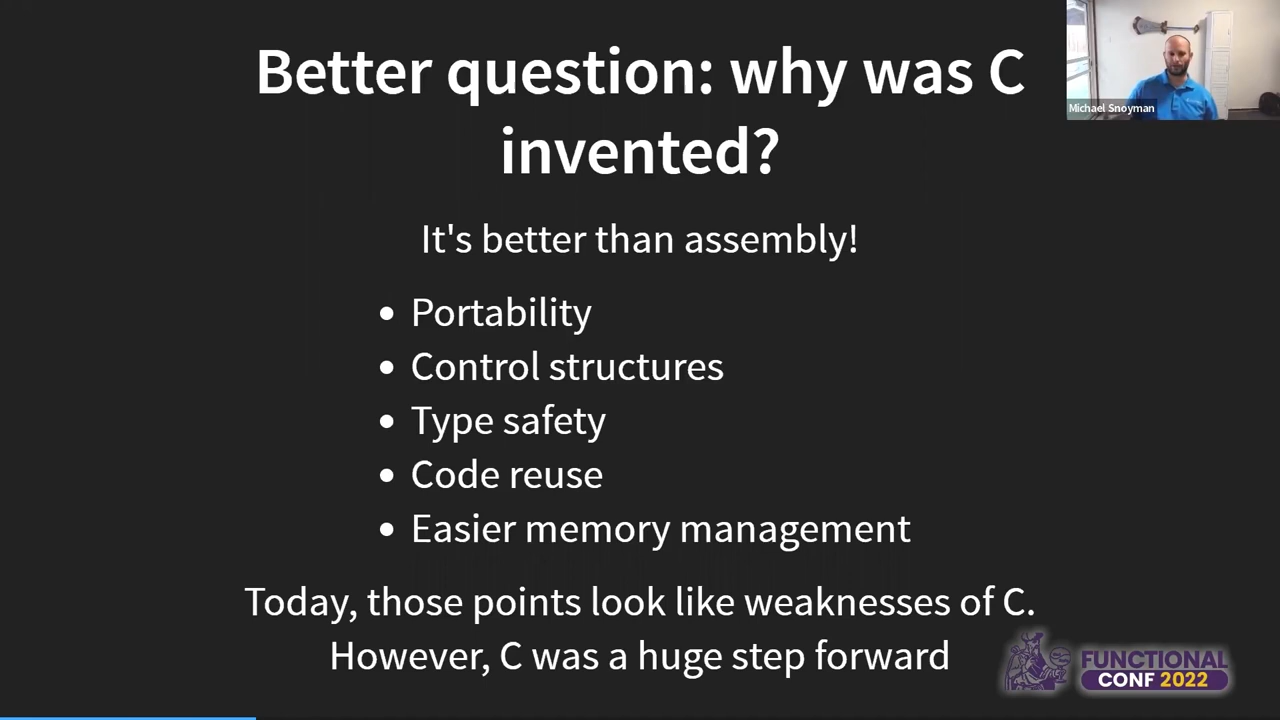 Better question: why was C
invented?
Michael Snoyman
It's better than assembly!
Portability
Control structures
Type safety
Code reuse
Easier memory management
Today, those points look like weaknesses of C.
However, C was a huge step forward
FUNCTIONAL
CONF 2022